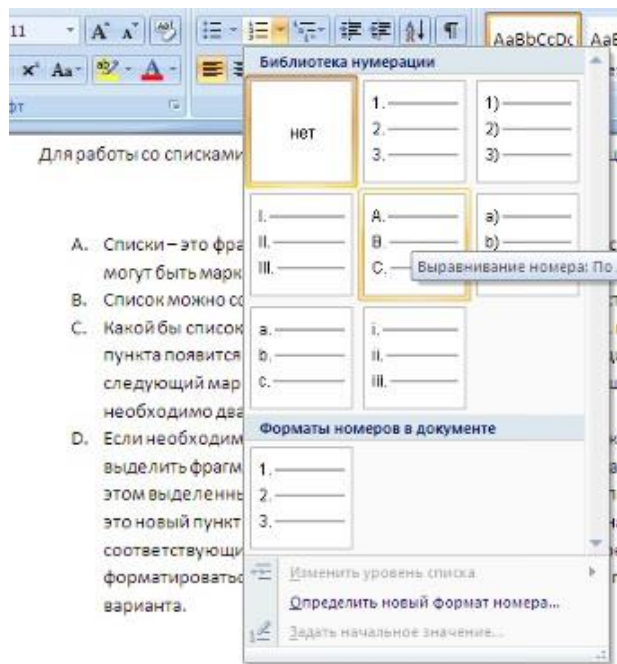 11
Aa
AaBbCcDc
Библиотека нумерации
нет
1.
2.
3.
1)
2)
3)
I.
II.
III.
A.
B.
C.
a)
b)
Выравнивание номера: По
a.
b.
c.
i.
ii.
iii.
Форматы номеров в документе
1.
2.
3.
Изменить уровень списка
Определить новый формат номера...
Задать начальное значение...
Для работы со списками
A. Списки – это фра
могут быть марк
B. Список можно со
C. Какой бы список
пункта появится
следующий мар
необходимо два
D. Если необходим
выделить фрагм
этом выделенны
это новый пункт
соответствующи
форматироватьс
варианта.